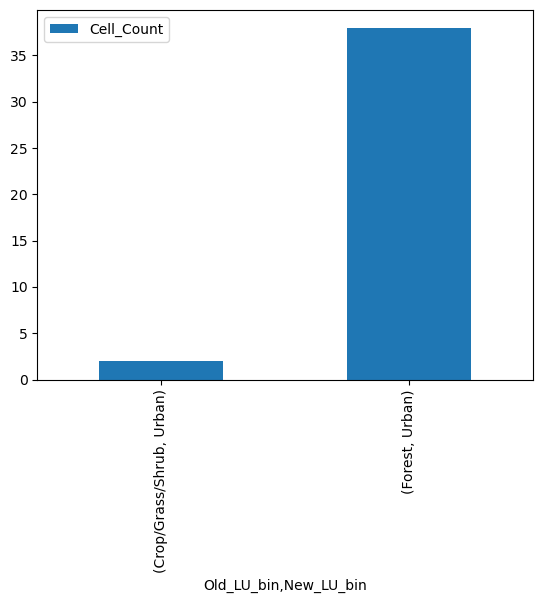 Cell_Count
35
30
25
20
15
10
5
0
(Crop/Grass/Shrub, Urban)
(Forest, Urban)
Old_LU_bin,New_LU_bin